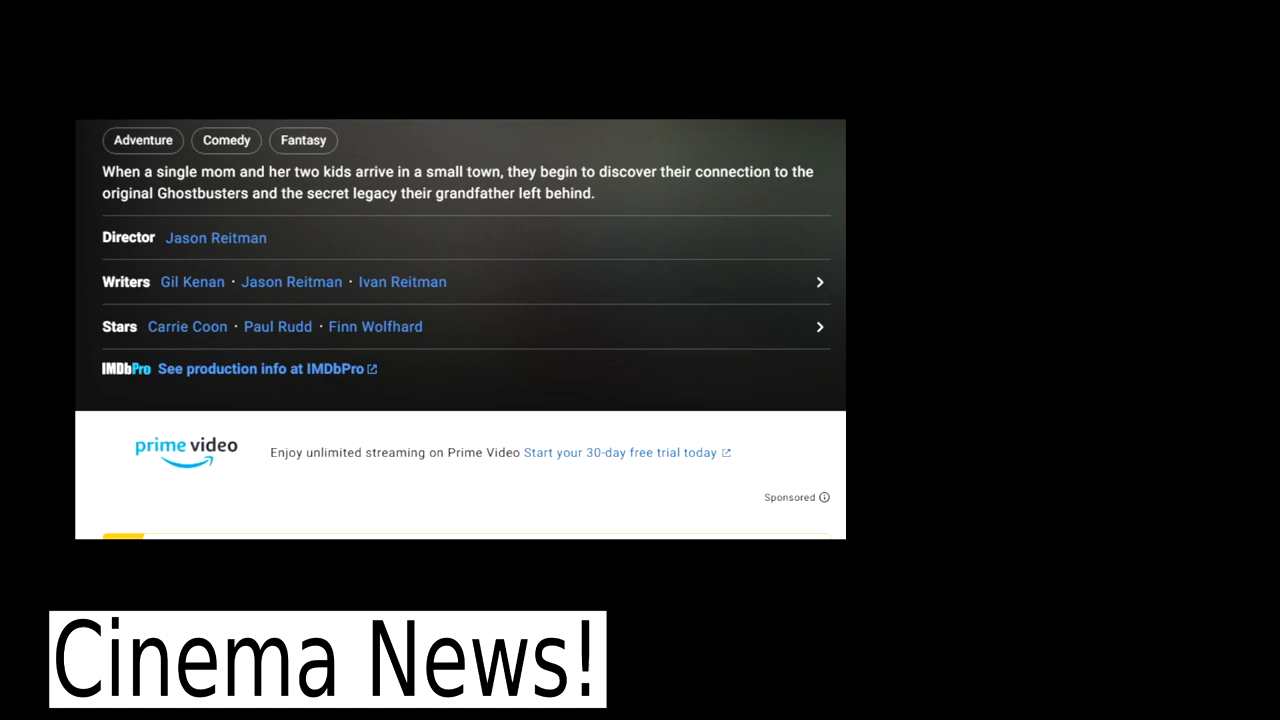 Adventure Comedy Fantasy
When a single mom and her two kids arrive in a small town, they begin to discover their connection to the
original Ghostbusters and the secret legacy their grandfather left behind.
Director Jason Reitman
Writers Gil Kenan · Jason Reitman · Ivan Reitman
Stars Carrie Coon · Paul Rudd · Finn Wolfhard
IMDbPro See production info at IMDbPro
prime video Enjoy unlimited streaming on Prime Video Start your 30-day free trial today
Sponsored
Cinema News!